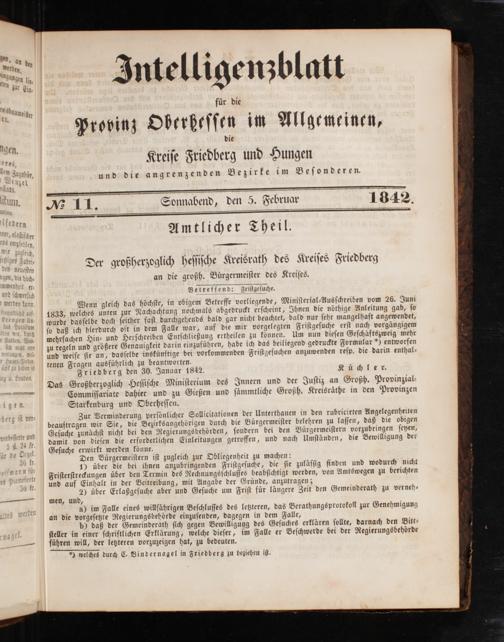 Intelligenzblatt
für die
Provinz Oberhessen im Allgemeinen,
die
Kreise Friedberg und Hungen
und die angrenzenden Bezirke im Besonderen.
№ 11. Sonnabend, den 5. Februar 1842.
Amtlicher Theil.
Der großherzoglich hessische Kreisrath des Kreises Friedberg
an die großh. Bürgermeister des Kreises.
Betreffend: Fristgesuche.
Wenn gleich das höchste, in obigem Betreffe vorliegende, Ministerial-Ausschreiben vom 26. Juni
1833, welches unten zur Nachachtung nochmals abgedruckt erscheint, Ihnen die nöthige Anleitung gab, so
wurde dasselbe doch seither fast durchgehends bald gar nicht beachtet, bald nur sehr mangelhaft angewendet,
so daß ich hierdurch oft in dem Falle war, auf die mir vorgelegten Fristgesuche erst nach vorgängigem
mehrfachen Hin- und Herschreiben Entschließung ertheilen zu können. Um dieses Geschäftswesen mehr
zu regeln und größere Genauigkeit darin einzuführen, habe ich das beiliegend gedruckte Formular *) entworfen
und weise Sie an, dasselbe inskünftige bei vorkommenden Fristgesuchen anzuwenden resp. die darin enthal-
tenen Fragen ausführlich zu beantworten.
Friedberg den 30. Januar 1842. Küchler.
Das Großherzoglich Hessische Ministerium des Innern und der Justiz an Großh. Provinzial-
Commissariate dahier und zu Gießen und sämmtliche Großh. Kreisräthe in den Provinzen
Starkenburg und Oberhessen.
Zur Verminderung persönlicher Sollicitationen der Unterthanen in den rubricirten Angelegenheiten
beauftragen wir Sie, die Bezirksangehörigen durch die Bürgermeister belehren zu lassen, daß die obigen
Gesuche zunächst nicht bei den Regierungsbehörden, sondern bei den Bürgermeistern vorzubringen seyen,
damit von diesen die erforderlichen Einleitungen getroffen, und nach Umständen, die Bewilligung der
Gesuche erwirkt werden könne.
Den Bürgermeistern ist zugleich zur Obliegenheit zu machen:
1) über die bei ihnen anzubringenden Fristgesuche, die sie zulässig finden und wodurch nicht
Fristerstreckungen über den Termin des Rechnungsschlusses beabsichtigt werden, von Amtswegen zu berichten
und auf Einhalt in der Beitreibung, mit Angabe der Gründe, anzutragen;
2) über Erlaßgesuche aber und Gesuche um Frist für längere Zeit den Gemeinderath zu verneh-
men, und,
a) im Falle eines willfährigen Beschlusses des letzteren, das Berathungsprotocoll zur Genehmigung
an die vorgesetzte Regierungsbehörde einzusenden, dagegen in dem Falle,
b) daß der Gemeinderath sich gegen Bewilligung des Gesuches erklären sollte, darnach den Bitt-
steller in einer schriftlichen Erklärung, welche dieser, im Falle er Beschwerde bei der Regierungsbehörde
führen will, der letzteren vorzuzeigen hat, zu bedeuten.
*) welches durch C. Bindernagel in Friedberg zu beziehen ist.